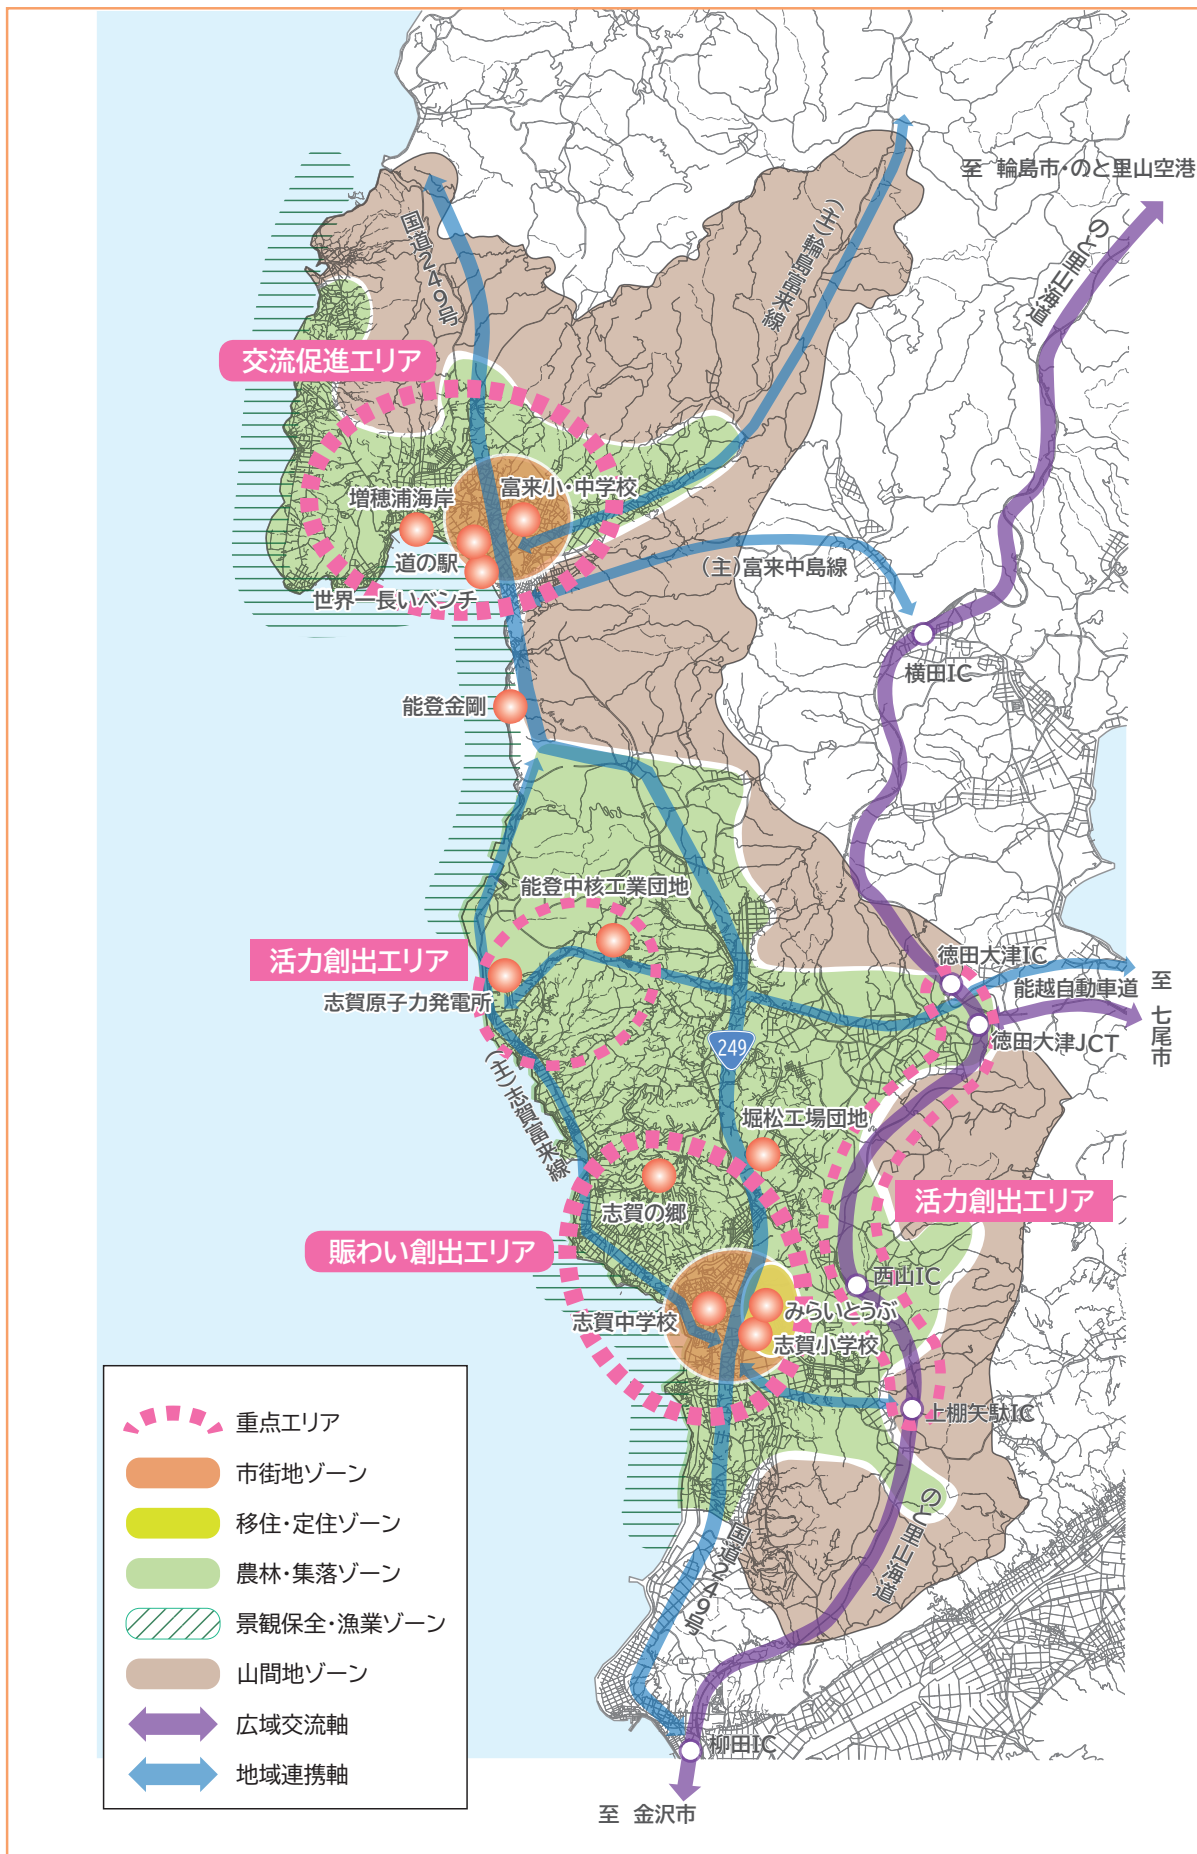 至 輪島市・のと里山空港
のと里山海道
(主)輪島富来線
国道249号
交流促進エリア
増穂浦海岸
富来小・中学校
道の駅
世界一長いベンチ
(主)富来中島線
横田IC
能登金剛
能登中核工業団地
活力創出エリア
志賀原子力発電所
徳田大津IC
能越自動車道
至 七尾市
徳田大津JCT
249
(主)志賀富来線
堀松工場団地
活力創出エリア
志賀の郷
賑わい創出エリア
西山IC
みらいとうぶ
志賀中学校
志賀小学校
上棚矢駄IC
のと里山海道
国道249号
柳田IC
至 金沢市
重点エリア
市街地ゾーン
移住・定住ゾーン
農林・集落ゾーン
景観保全・漁業ゾーン
山間地ゾーン
広域交流軸
地域連携軸